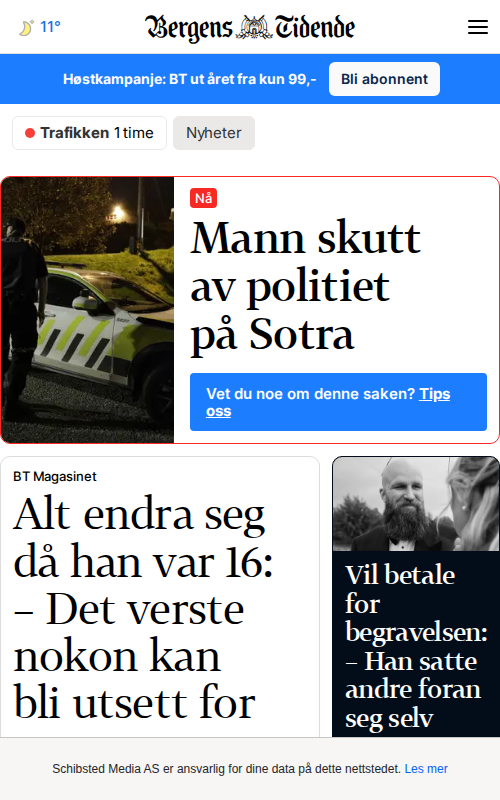 11°
Bergens Tidende
Høstkampanje: BT ut året fra kun 99,-
Bli abonnent
Trafikken 1 time
Nyheter
Nå
Mann skutt
av politiet
på Sotra
Vet du noe om denne saken? Tips
oss
BT Magasinet
Alt endra seg
då han var 16:
– Det verste
nokon kan
bli utsett for
Vil betale
for
begravelsen:
– Han satte
andre foran
seg selv
Schibsted Media AS er ansvarlig for dine data på dette nettstedet. Les mer